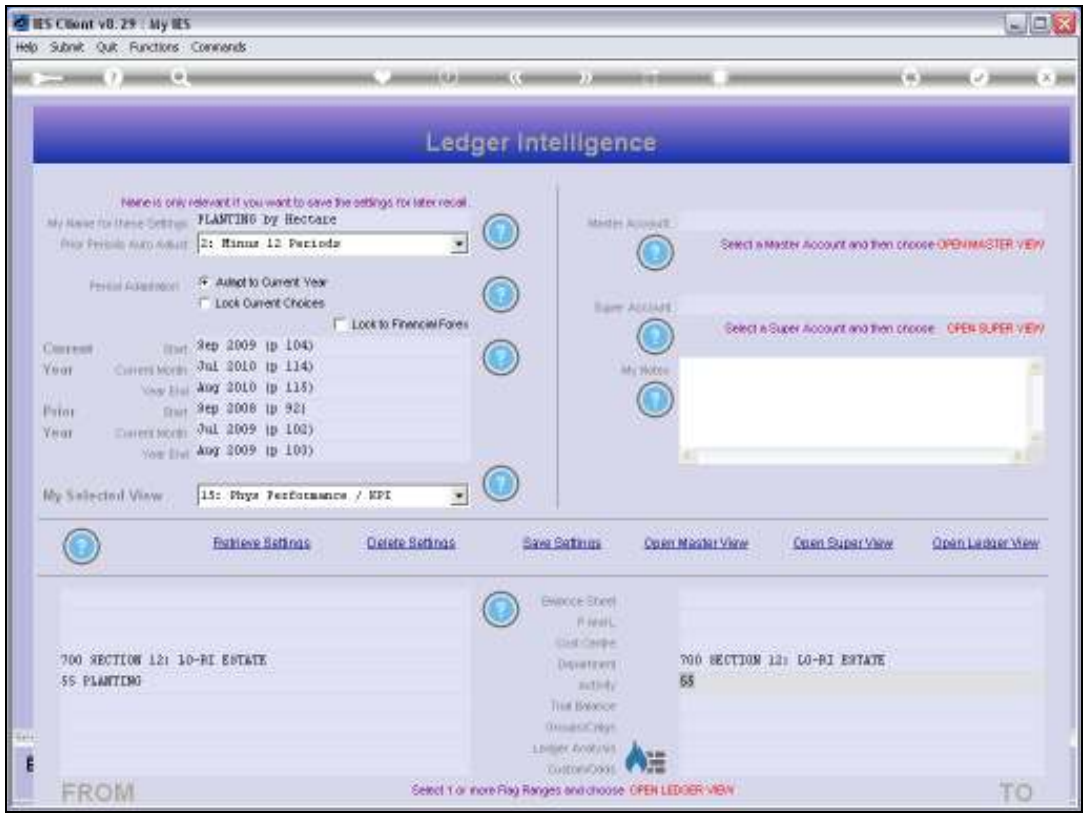 IES Client v8.29 : My IES
Help Submit Quit Functions Commands
Ledger Intelligence
Name is only relevant if you want to save the settings for later recall.
My Name for these Settings PLANTING by Hectare
Prior Periods Auto Adjust 2: Minus 12 Periods
Period Adaptation Adapt to Current Year
Lock Current Choices
Lock to Financial Forex
Current Start Sep 2009 (p 104)
Year Current Month Jul 2010 (p 114)
Year End Aug 2010 (p 115)
Prior Start Sep 2008 (p 92)
Year Current Month Jul 2009 (p 102)
Year End Aug 2009 (p 103)
My Selected View 15: Phys Performance / KPI
Master Account
Select a Master Account and then choose OPEN MASTER VIEW
Super Account
Select a Super Account and then choose OPEN SUPER VIEW
My Notes
Retrieve Settings Delete Settings Save Settings Open Master View Open Super View Open Ledger View
Balance Sheet
P and L
Cost Centre
700 SECTION 12: LO-RI ESTATE Department 700 SECTION 12: LO-RI ESTATE
55 PLANTING Activity 55
Trial Balance
Ledger Analysis
FROM Select 1 or more Flag Ranges and choose OPEN LEDGER VIEW TO